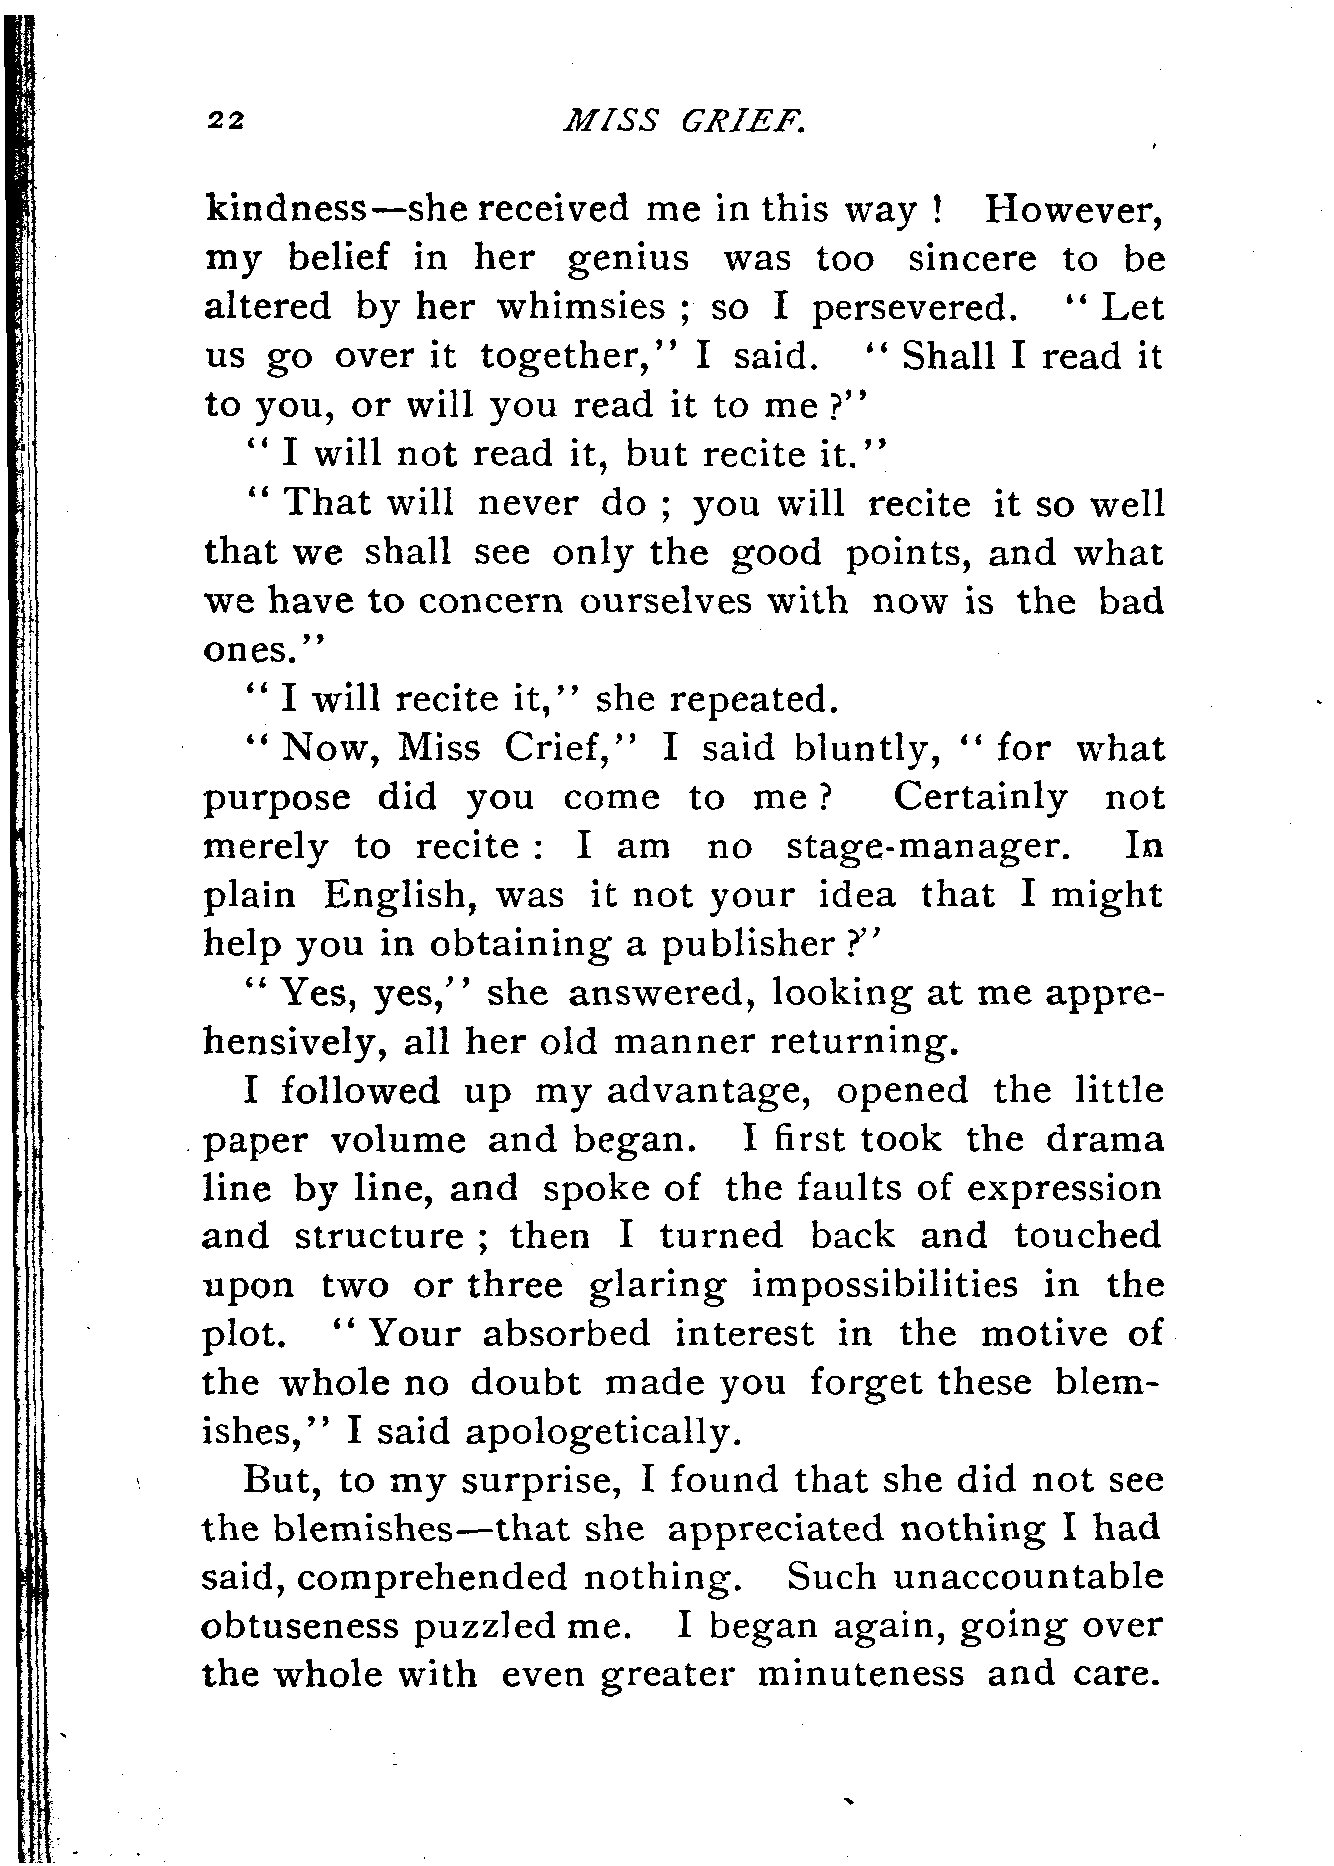 22 MISS GRIEF.
kindness—she received me in this way ! However,
my belief in her genius was too sincere to be
altered by her whimsies ; so I persevered. “ Let
us go over it together,” I said. “ Shall I read it
to you, or will you read it to me ?”
“ I will not read it, but recite it.”
“ That will never do ; you will recite it so well
that we shall see only the good points, and what
we have to concern ourselves with now is the bad
ones.”
“ I will recite it,” she repeated.
“ Now, Miss Crief,” I said bluntly, “ for what
purpose did you come to me ? Certainly not
merely to recite : I am no stage-manager. In
plain English, was it not your idea that I might
help you in obtaining a publisher ?”
“ Yes, yes,” she answered, looking at me appre-
hensively, all her old manner returning.
I followed up my advantage, opened the little
paper volume and began. I first took the drama
line by line, and spoke of the faults of expression
and structure ; then I turned back and touched
upon two or three glaring impossibilities in the
plot. “ Your absorbed interest in the motive of
the whole no doubt made you forget these blem-
ishes,” I said apologetically.
But, to my surprise, I found that she did not see
the blemishes—that she appreciated nothing I had
said, comprehended nothing. Such unaccountable
obtuseness puzzled me. I began again, going over
the whole with even greater minuteness and care.